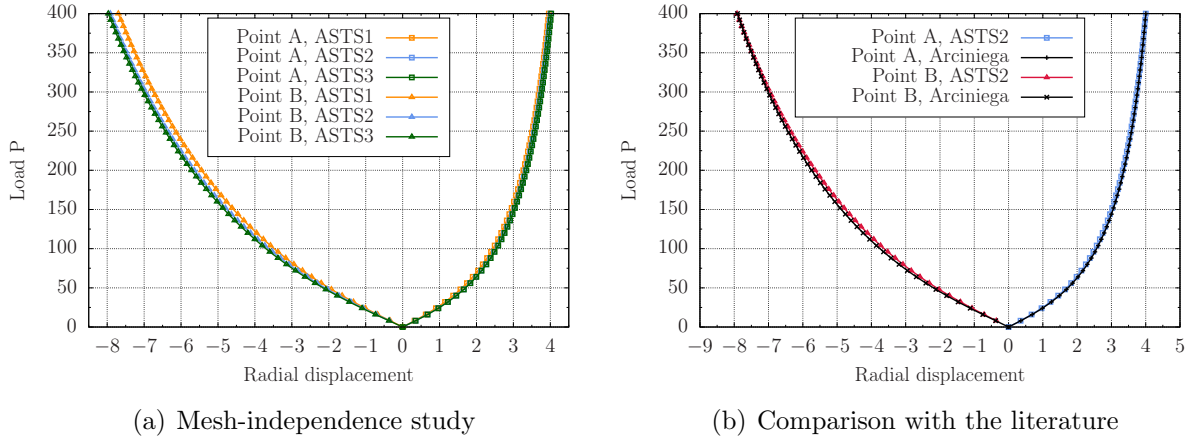 400
350
300
250
200
150
100
50
0
Load P
−8 −7 −6 −5 −4 −3 −2 −1 0 1 2 3 4
Radial displacement
Point A, ASTS1
Point A, ASTS2
Point A, ASTS3
Point B, ASTS1
Point B, ASTS2
Point B, ASTS3
(a) Mesh-independence study
400
350
300
250
200
150
100
50
0
Load P
−9 −8 −7 −6 −5 −4 −3 −2 −1 0 1 2 3 4 5
Radial displacement
Point A, ASTS2
Point A, Arciniega
Point B, ASTS2
Point B, Arciniega
(b) Comparison with the literature